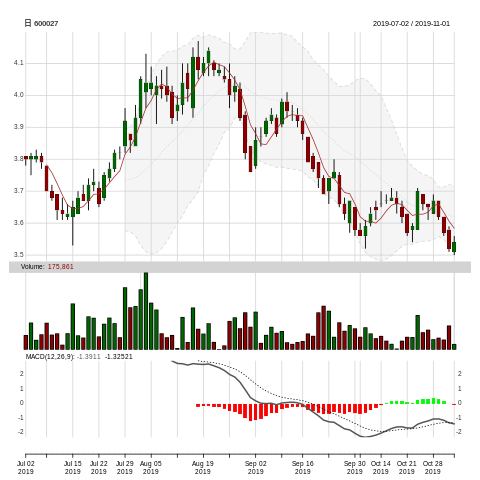 日 600027
2019-07-02 / 2019-11-01
4.1
4.0
3.9
3.8
3.7
3.6
3.5
Volume: 175,861
MACD(12,26,9): -1.3911 -1.32521
2 2
1 1
0 0
-1 -1
-2 -2
Jul 02 Jul 15 Jul 22 Jul 29 Aug 05 Aug 19 Sep 02 Sep 16 Sep 30 Oct 14 Oct 21 Oct 28
2019 2019 2019 2019 2019 2019 2019 2019 2019 2019 2019 2019